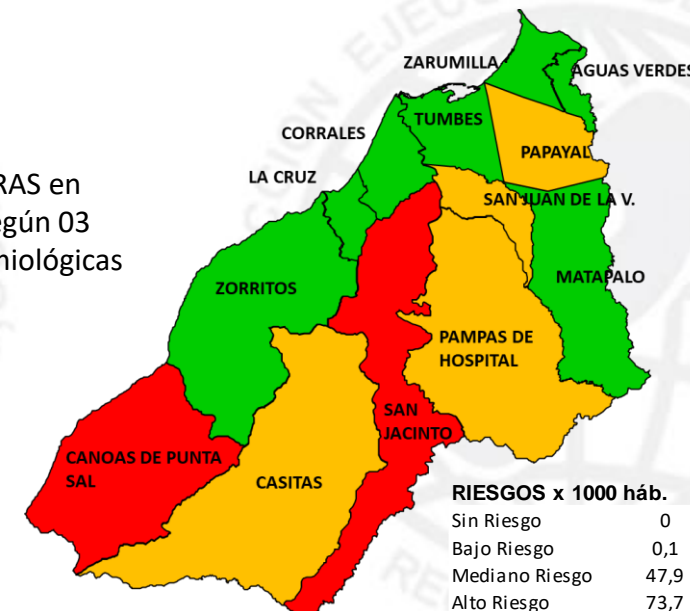 ZARUMILLA
AGUAS VERDES
TUMBES
CORRALES
PAPAYAL
LA CRUZ
RAS en
egún 03
niológicas
SAN JUAN DE LA V.
ZORRITOS
MATAPALO
PAMPAS DE
HOSPITAL
SAN
JACINTO
CANOAS DE PUNTA
SAL
CASITAS
RIESGOS x 1000 háb.
Sin Riesgo 0
Bajo Riesgo 0,1
Mediano Riesgo 47,9
Alto Riesgo 73,7